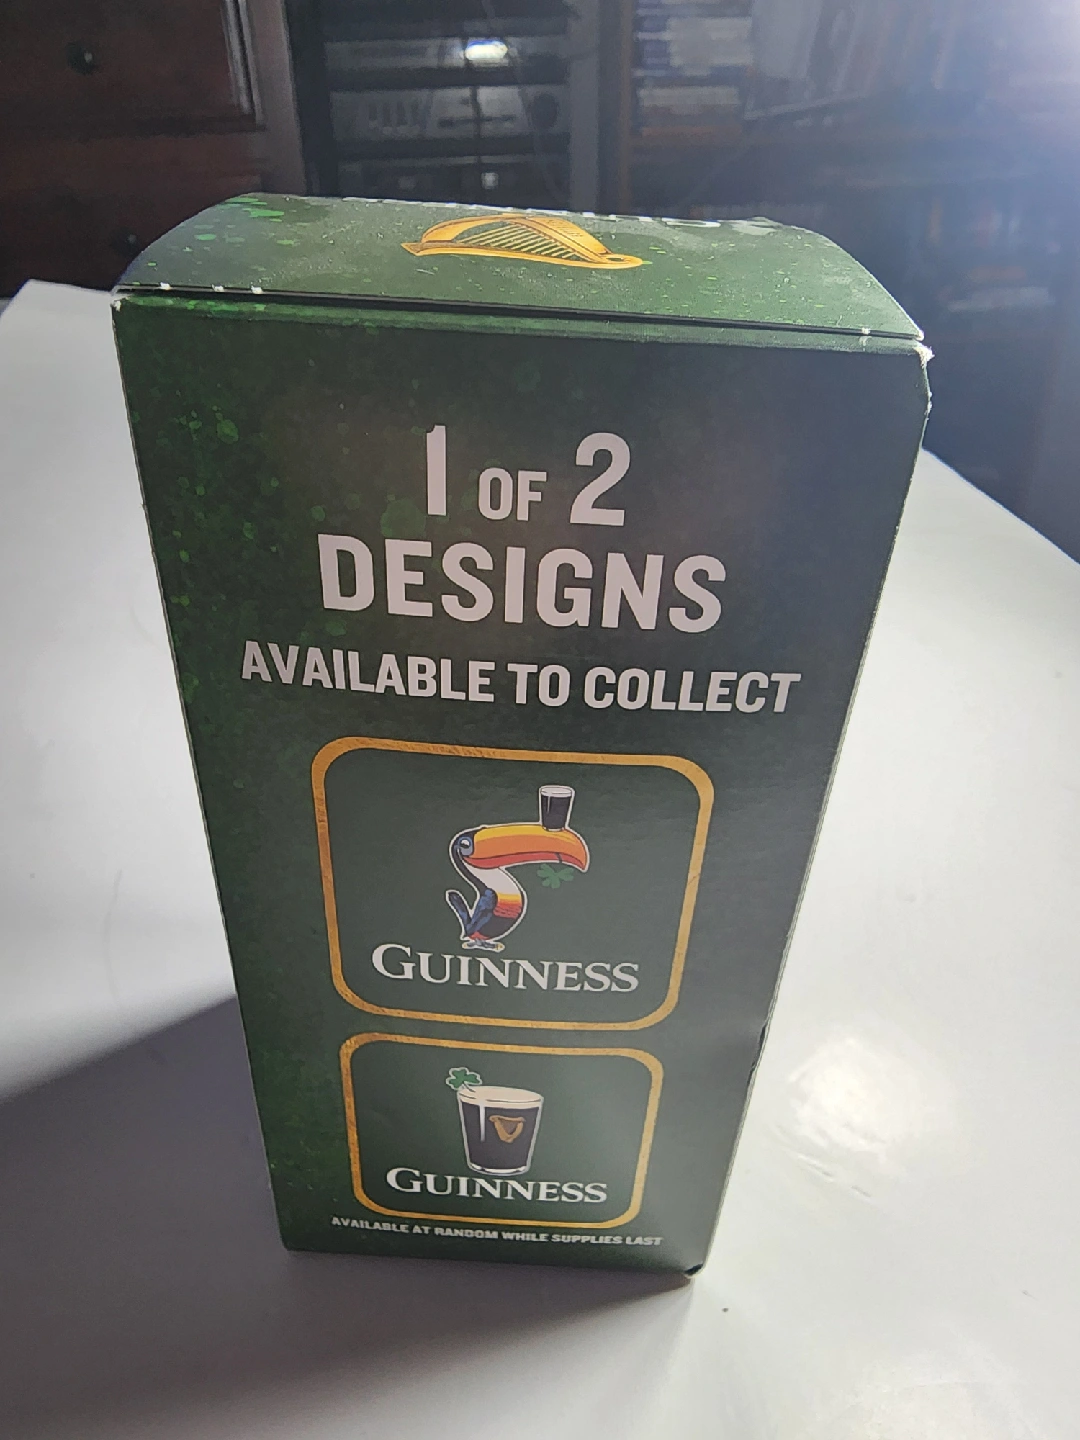 1 OF 2
DESIGNS
AVAILABLE TO COLLECT
GUINNESS
GUINNESS
AVAILABLE AT RANDOM WHILE SUPPLIES LAST